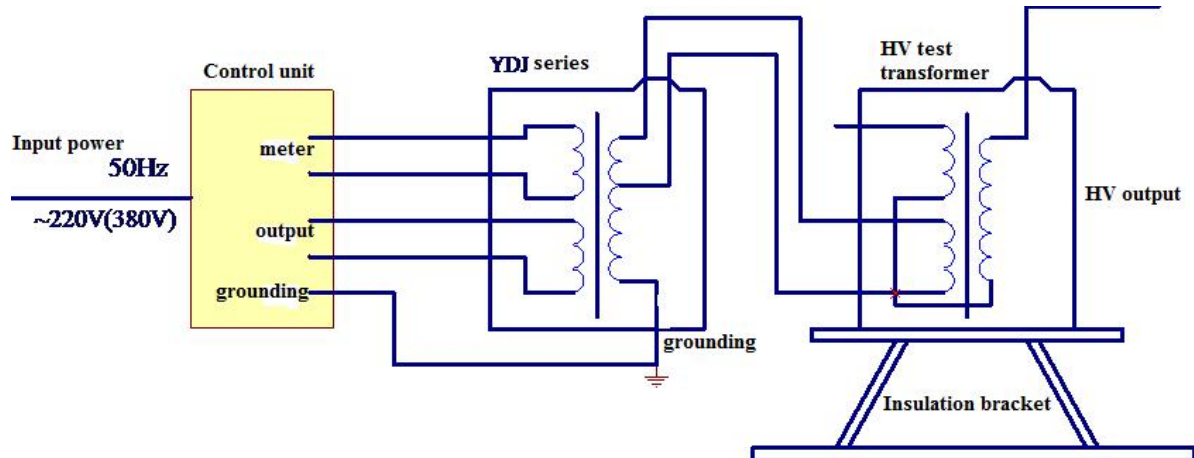 Control unit
YDJ series
HV test
transformer
Input power
50Hz
~220V(380V)
meter
output
grounding
grounding
HV output
Insulation bracket